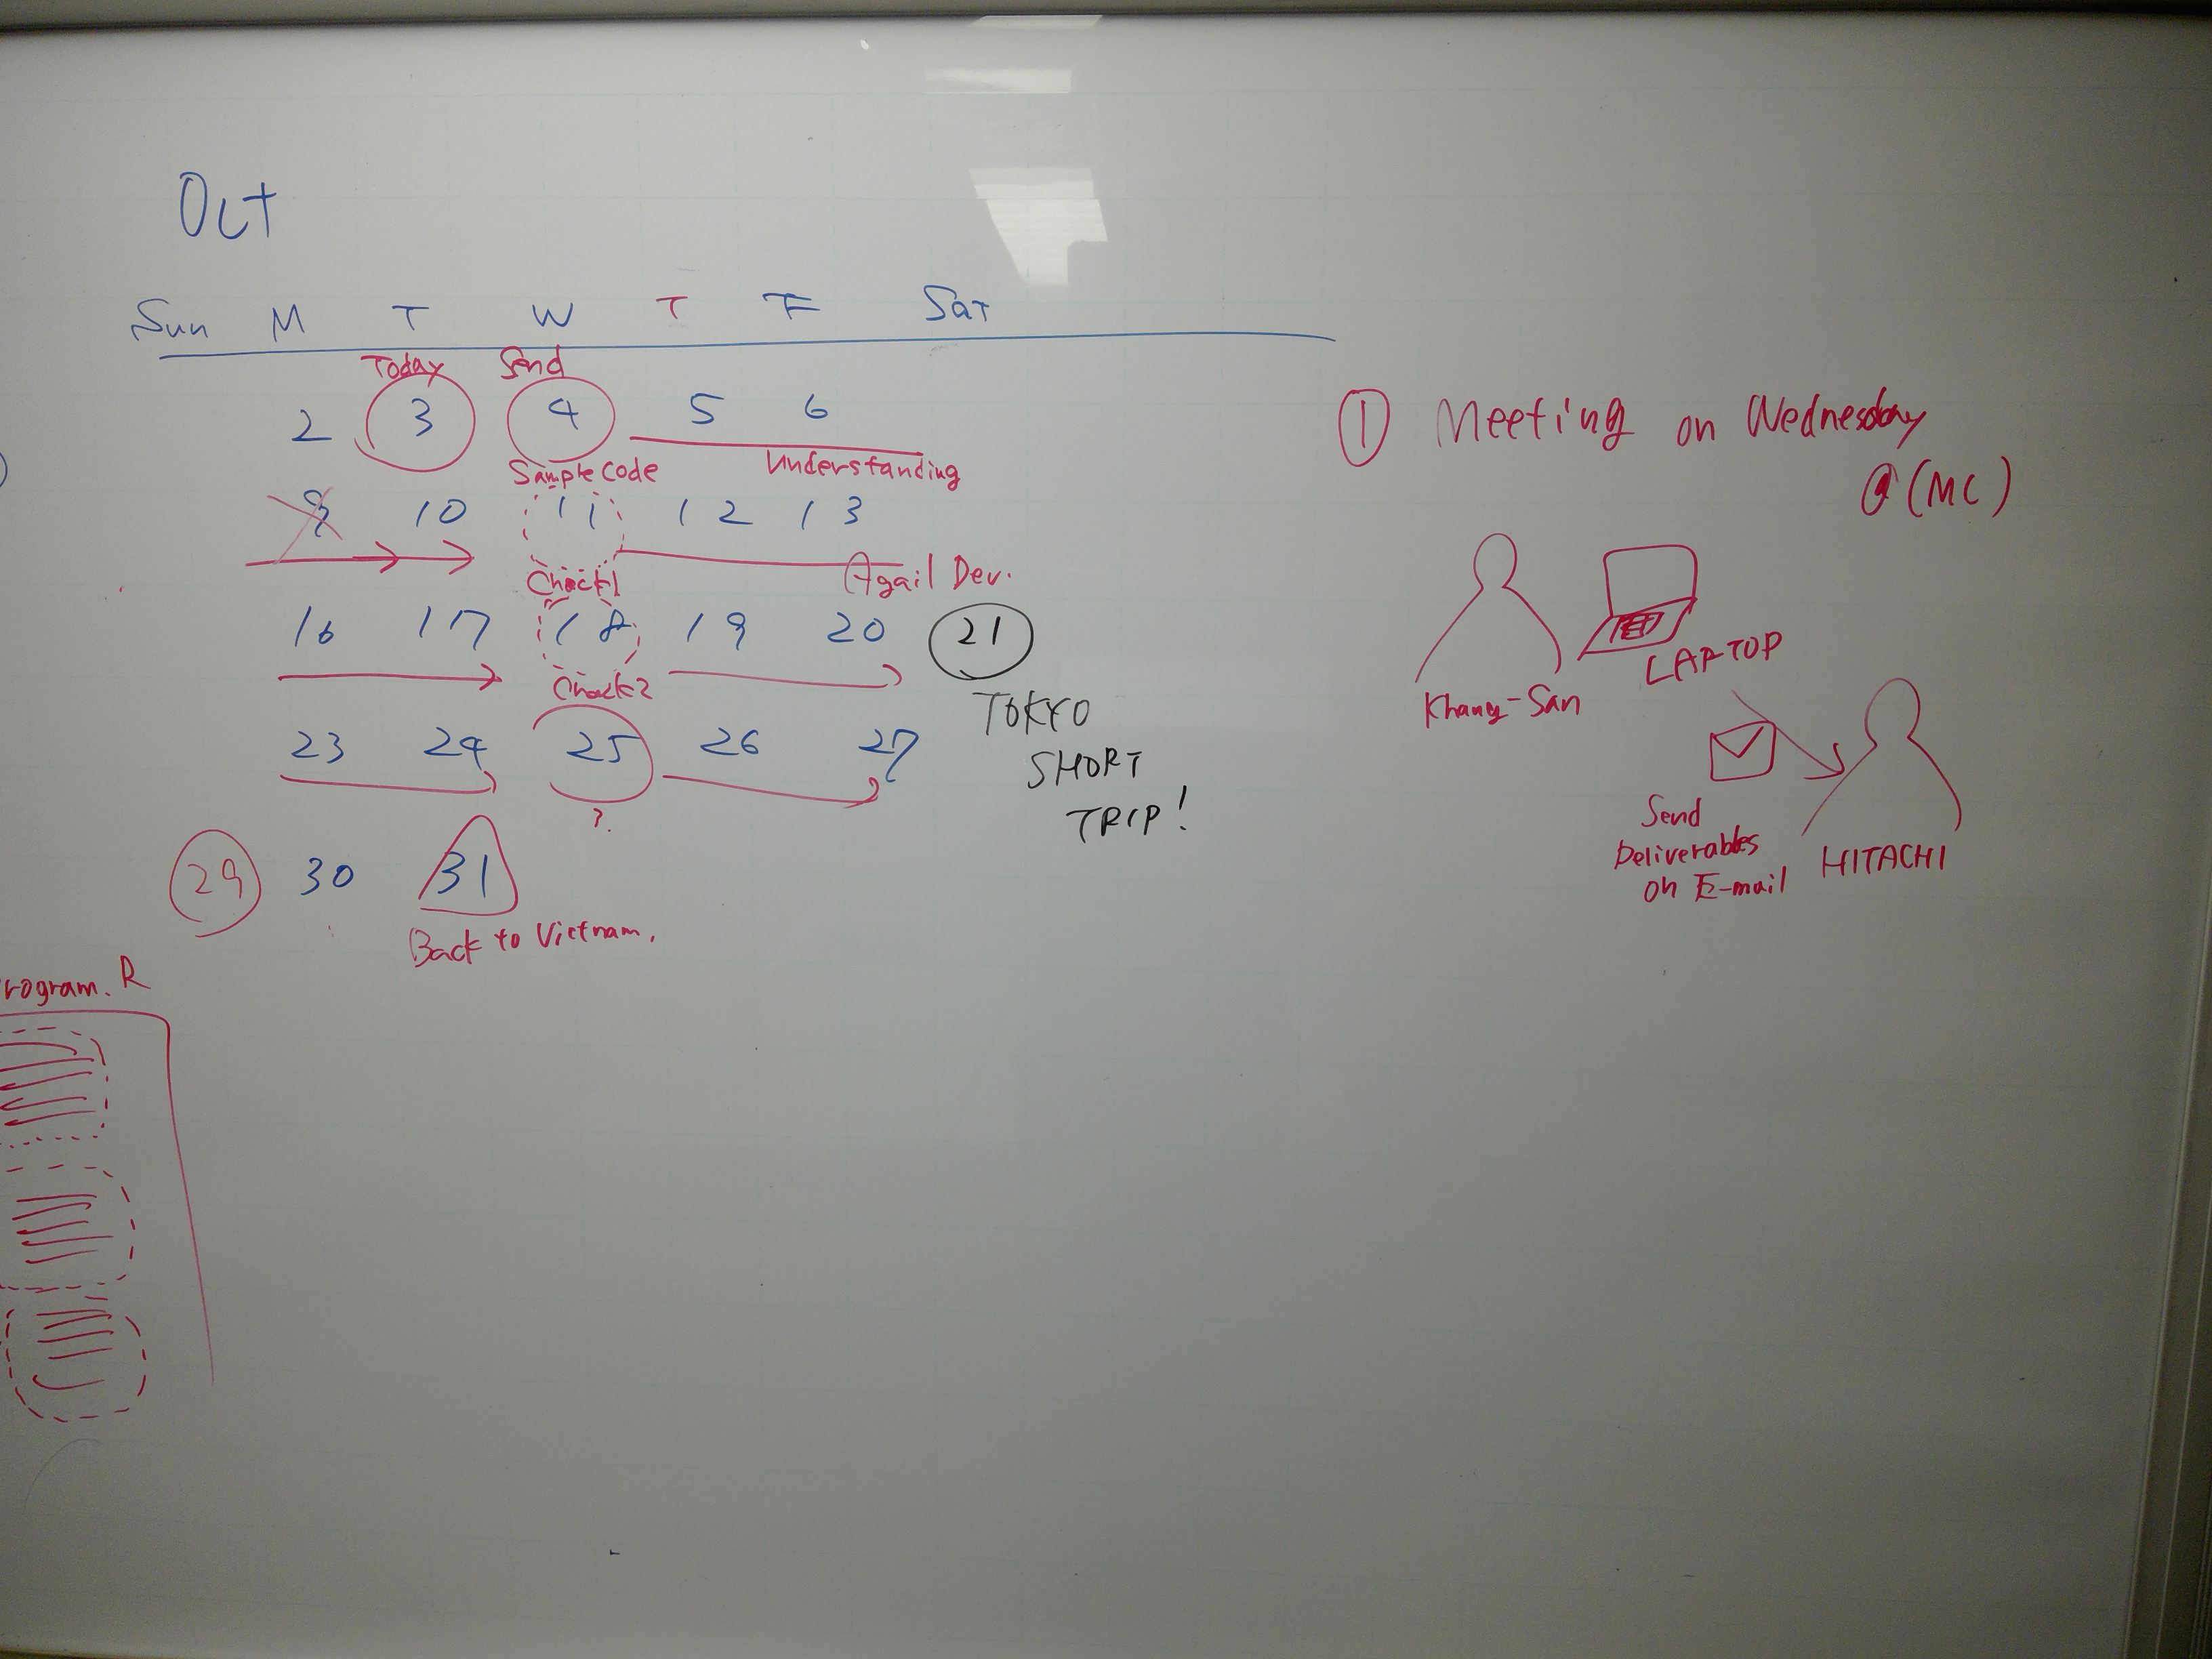 Oct
Sun M T W T F Sat
Today Send
2 3 4 5 6
Sample Code Understanding
9 10 11 12 13
Check1 Agail Dev.
16 17 18 19 20 21
Check2
TOKYO
23 24 25 26 27
SHORT
?.
TRIP!
29 30 31
Back to Vietnam.
rogram. R
① Meeting on Wednesday
@(MC)
LAPTOP
Khang-San
Send
Deliverables
on E-mail
HITACHI